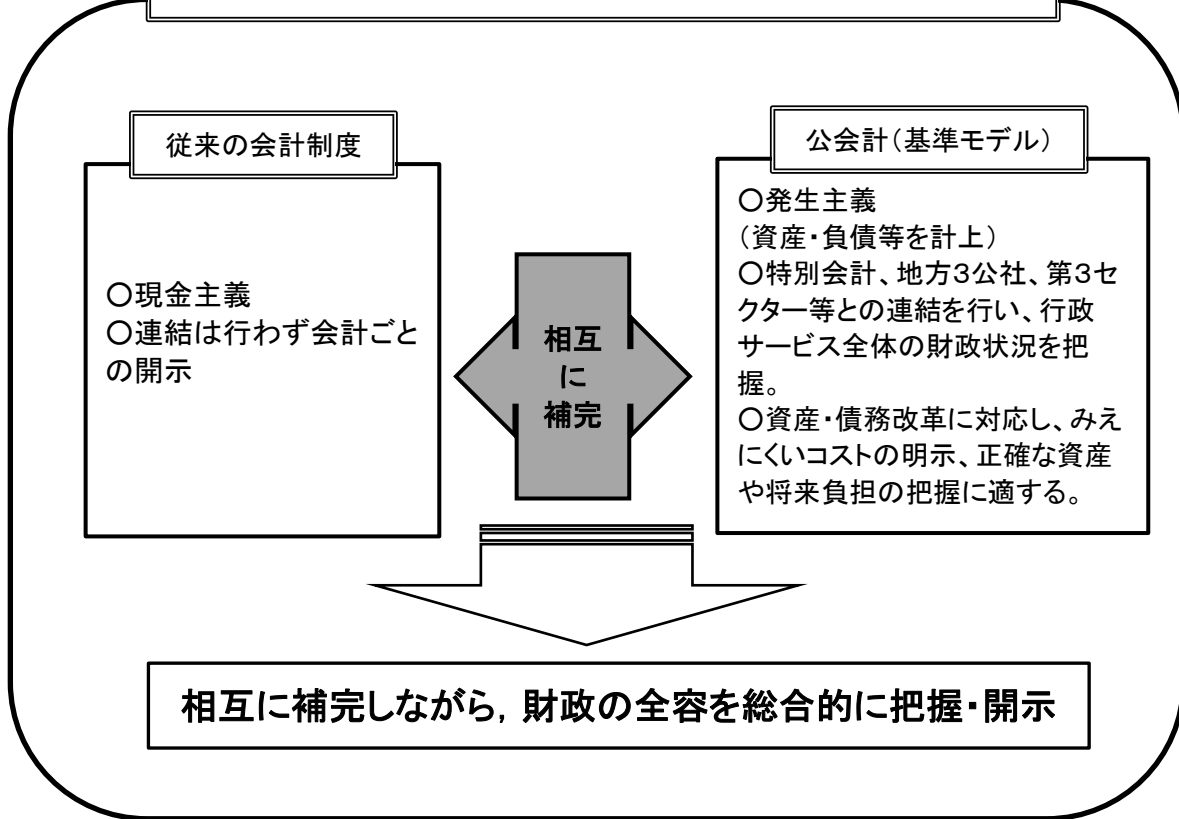 従来の会計制度
○現金主義
○連結は行わず会計ごと
の開示
相互
に
補完
公会計（基準モデル）
○発生主義
（資産・負債等を計上）
○特別会計、地方３公社、第３セ
クター等との連結を行い、行政
サービス全体の財政状況を把
握。
○資産・債務改革に対応し、みえ
にくいコストの明示、正確な資産
や将来負担の把握に適する。
相互に補完しながら，財政の全容を総合的に把握・開示